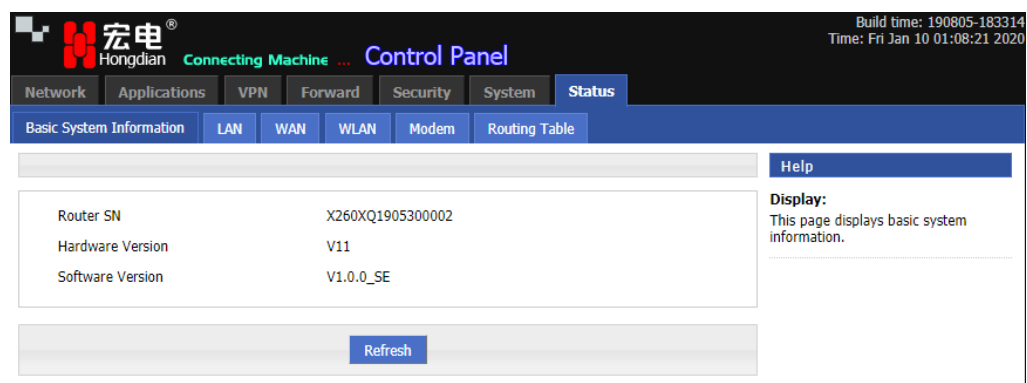 Build time: 190805-183314
Time: Fri Jan 10 01:08:21 2020
宏电®
Hongdian Connecting Machine ... Control Panel
Network Applications VPN Forward Security System Status
Basic System Information LAN WAN WLAN Modem Routing Table
Help
Display:
This page displays basic system
information.
Router SN X260XQ1905300002
Hardware Version V11
Software Version V1.0.0_SE
Refresh